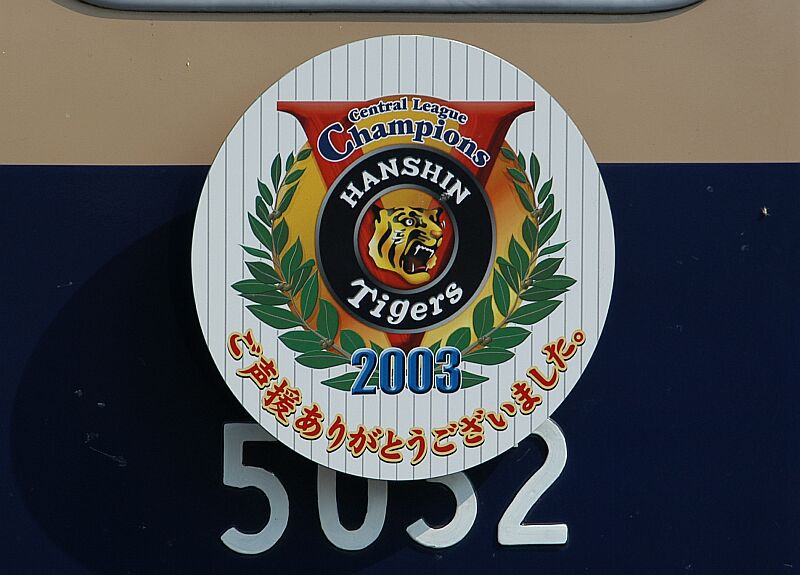 Central League
Champions
HANSHIN
Tigers
2003
ご声援ありがとうございました。
5032